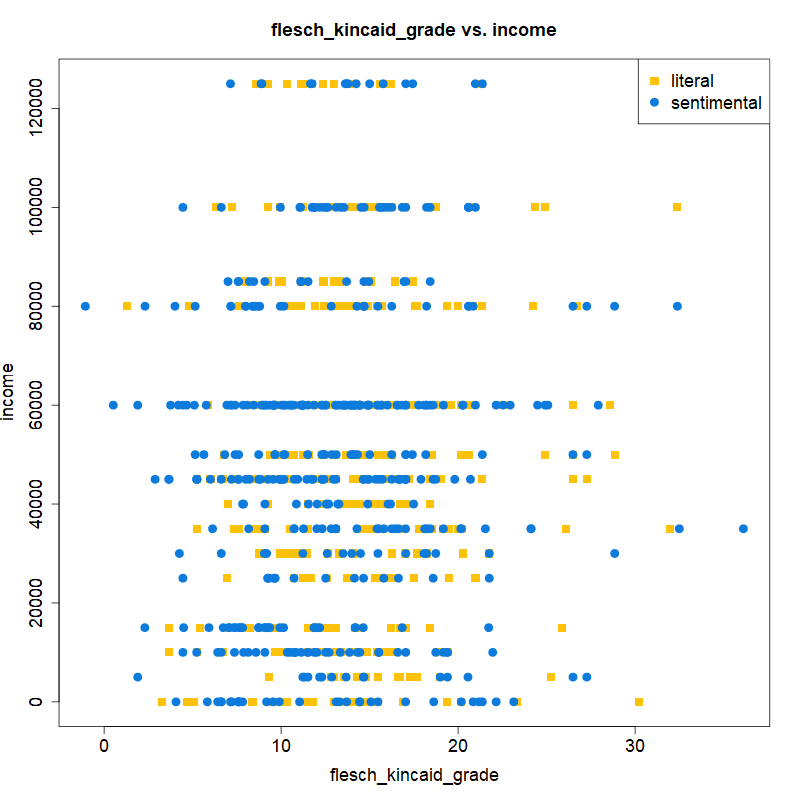 flesch_kincaid_grade vs. income
literal
sentimental
120000
100000
80000
60000
40000
20000
0
income
0 10 20 30
flesch_kincaid_grade